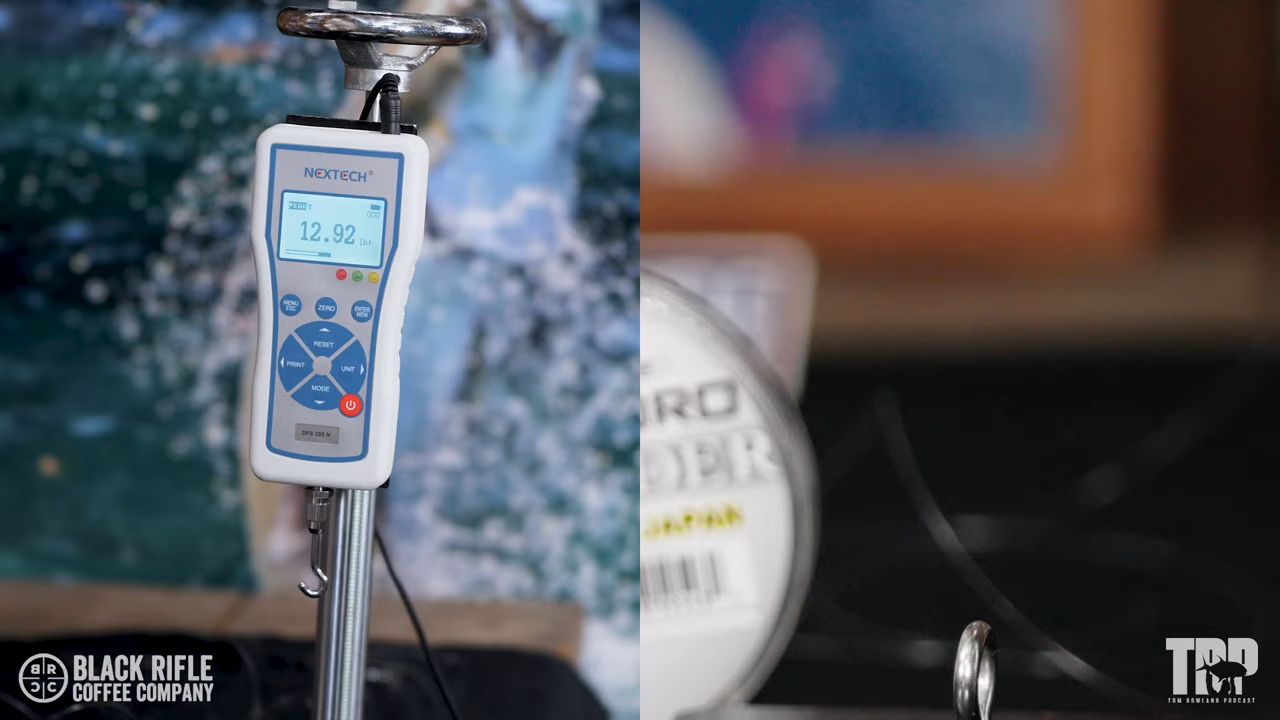 NEXTECH®
PEAK
000
12.92 lbf
MENU
ESC
ZERO
ENTER
MEM
RESET
PRINT
UNIT
MODE
DFS 200 N
JAPAN
B R
C C
BLACK RIFLE
COFFEE COMPANY
TRP
TOM ROWLAND PODCAST